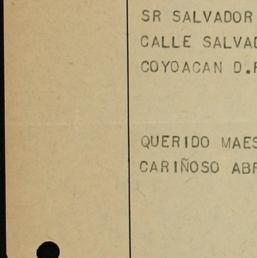 SR SALVADOR
CALLE SALVAD
COYOACAN D.F
QUERIDO MAES
CARIÑOSO ABR